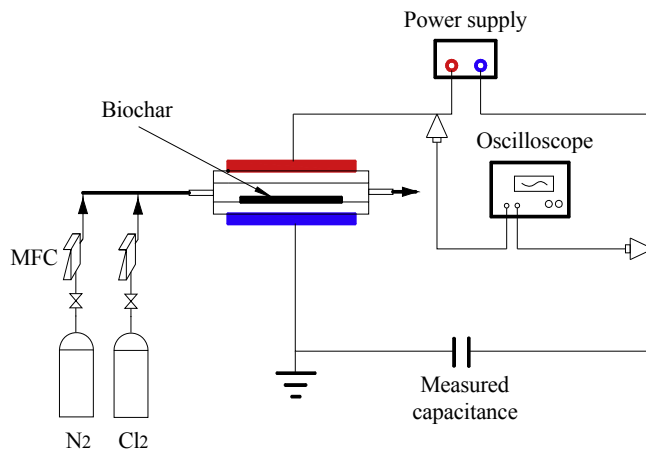 Power supply
Biochar
Oscilloscope
MFC
Measured
capacitance
N2
Cl2